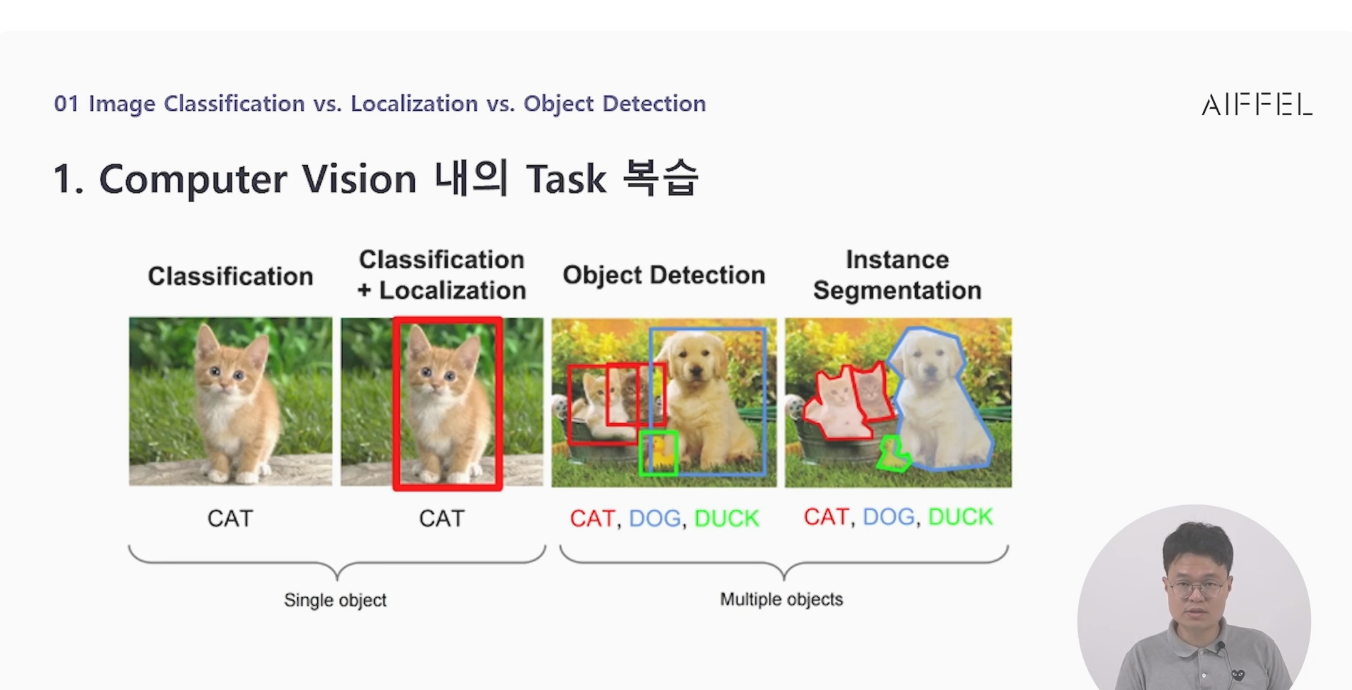 01 Image Classification vs. Localization vs. Object Detection
AIFFEL
1. Computer Vision 내의 Task 복습
Classification
Classification
+ Localization
Object Detection
Instance
Segmentation
CAT
CAT
CAT, DOG, DUCK
CAT, DOG, DUCK
Single object
Multiple objects